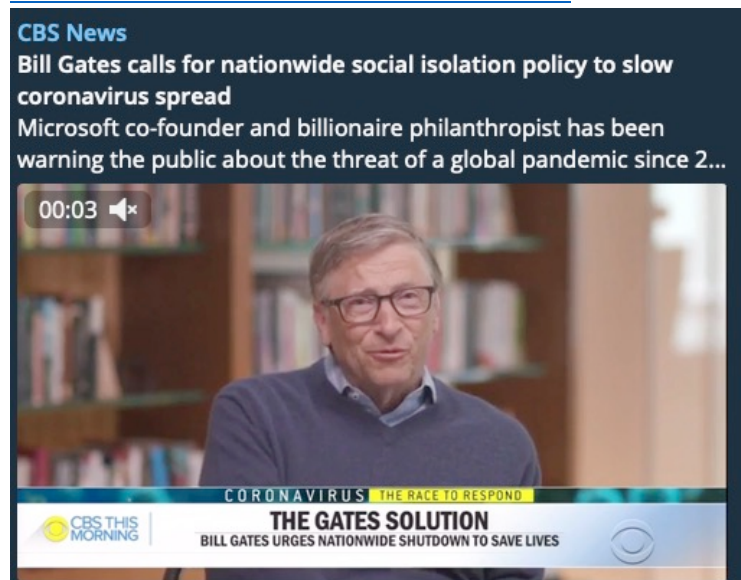 CBS News
Bill Gates calls for nationwide social isolation policy to slow
coronavirus spread
Microsoft co-founder and billionaire philanthropist has been
warning the public about the threat of a global pandemic since 2...
00:03
CORONAVIRUS THE RACE TO RESPOND
CBS THIS
MORNING
THE GATES SOLUTION
BILL GATES URGES NATIONWIDE SHUTDOWN TO SAVE LIVES